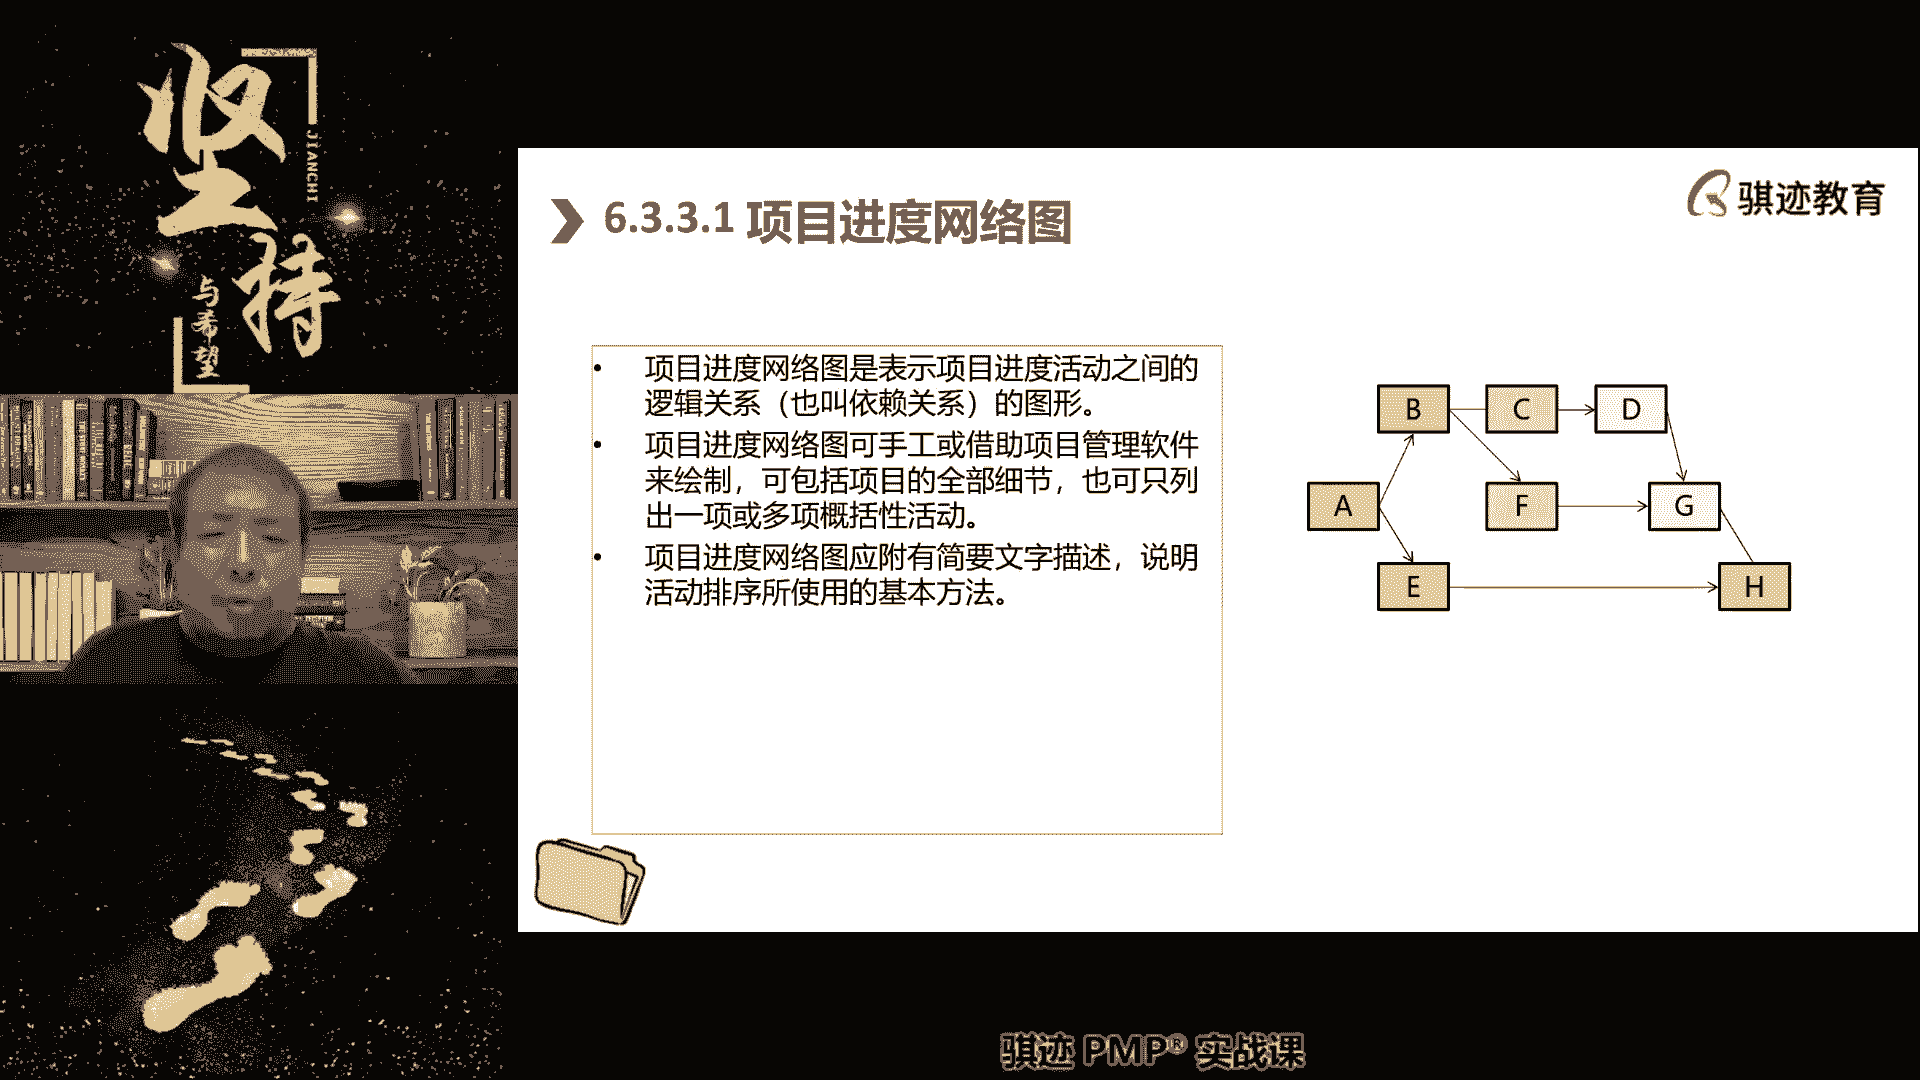 坚持
JIANCHI
与希望
6.3.3.1 项目进度网络图
骐迹教育
• 项目进度网络图是表示项目进度活动之间的
逻辑关系（也叫依赖关系）的图形。
• 项目进度网络图可手工或借助项目管理软件
来绘制，可包括项目的全部细节，也可只列
出一项或多项概括性活动。
• 项目进度网络图应附有简要文字描述，说明
活动排序所使用的基本方法。
B C D
A F G
E H
骐迹 PMP® 实战课